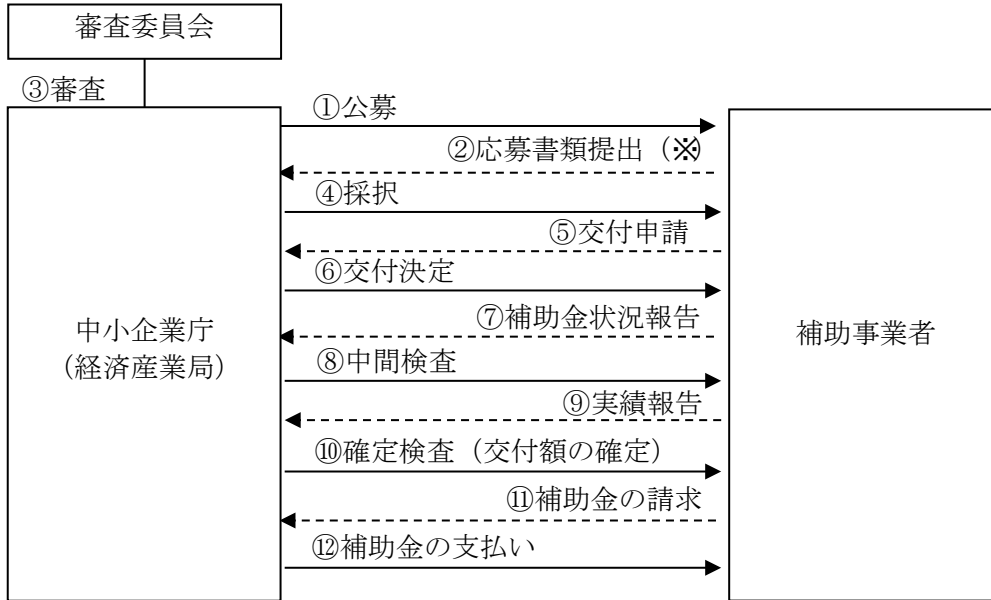 審査委員会
③審査
①公募
②応募書類提出（※）
④採択
⑤交付申請
⑥交付決定
⑦補助金状況報告
中小企業庁
（経済産業局）
補助事業者
⑧中間検査
⑨実績報告
⑩確定検査（交付額の確定）
⑪補助金の請求
⑫補助金の支払い